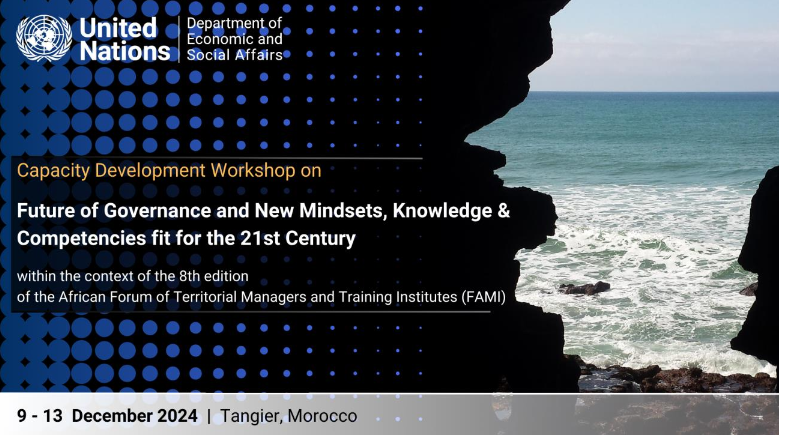 United Nations
Department of
Economic and
Social Affairs
Capacity Development Workshop on
Future of Governance and New Mindsets, Knowledge &
Competencies fit for the 21st Century
within the context of the 8th edition
of the African Forum of Territorial Managers and Training Institutes (FAMI)
9 - 13 December 2024 | Tangier, Morocco